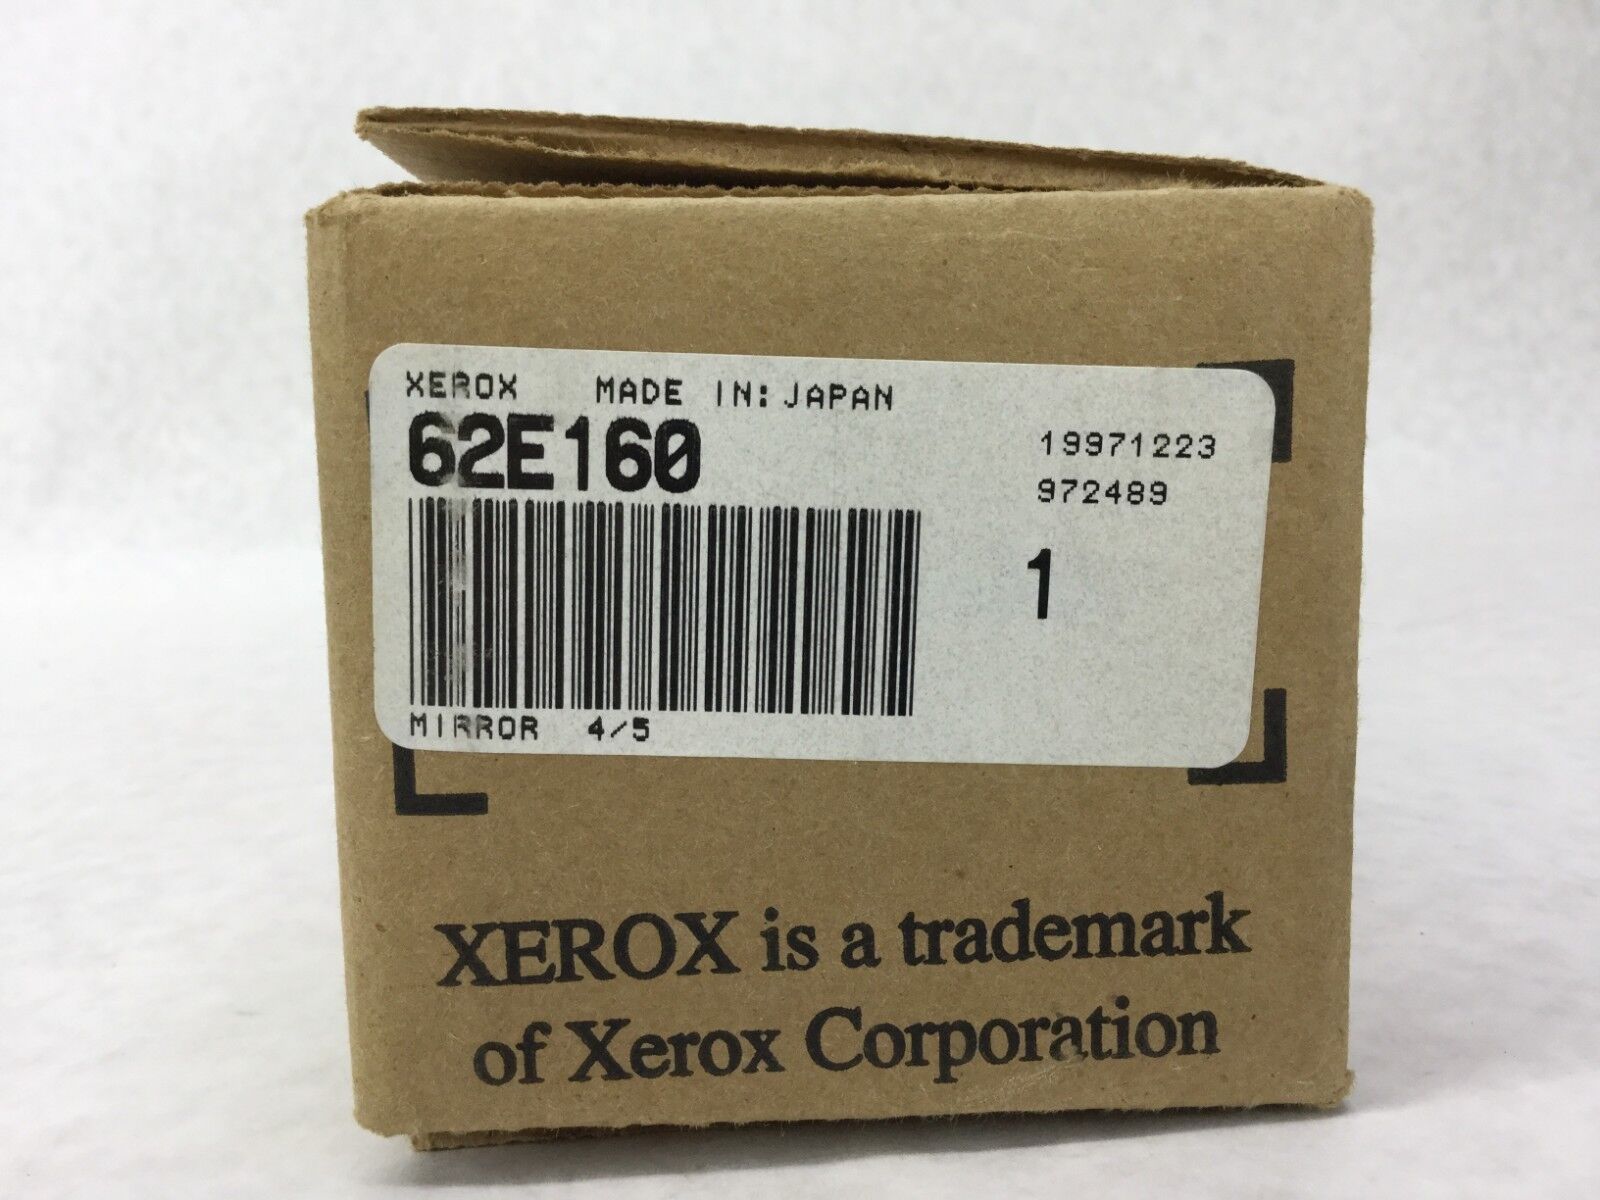 XEROX MADE IN: JAPAN
62E160
19971223
972489
1
MIRROR 4/5
XEROX is a trademark
of Xerox Corporation